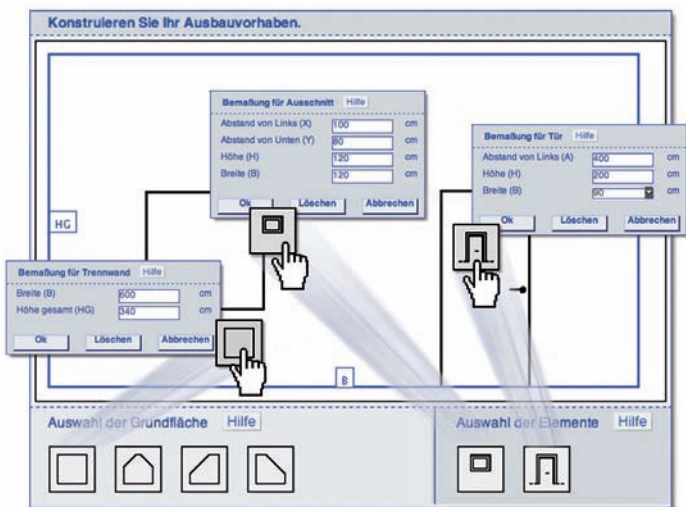 Konstruieren Sie Ihr Ausbauvorhaben.
Bemaßung für Ausschnitt Hilfe
Abstand von Links (X) 100 cm
Abstand von Unten (Y) 80 cm
Höhe (H) 120 cm
Breite (B) 120 cm
Ok Löschen Abbrechen
Bemaßung für Tür Hilfe
Abstand von Links (A) 400 cm
Höhe (H) 200 cm
Breite (B) 90 cm
Ok Löschen Abbrechen
HG
Bemaßung für Trennwand Hilfe
Breite (B) 600 cm
Höhe gesamt (HG) 340 cm
Ok Löschen Abbrechen
B
Auswahl der Grundfläche Hilfe
Auswahl der Elemente Hilfe